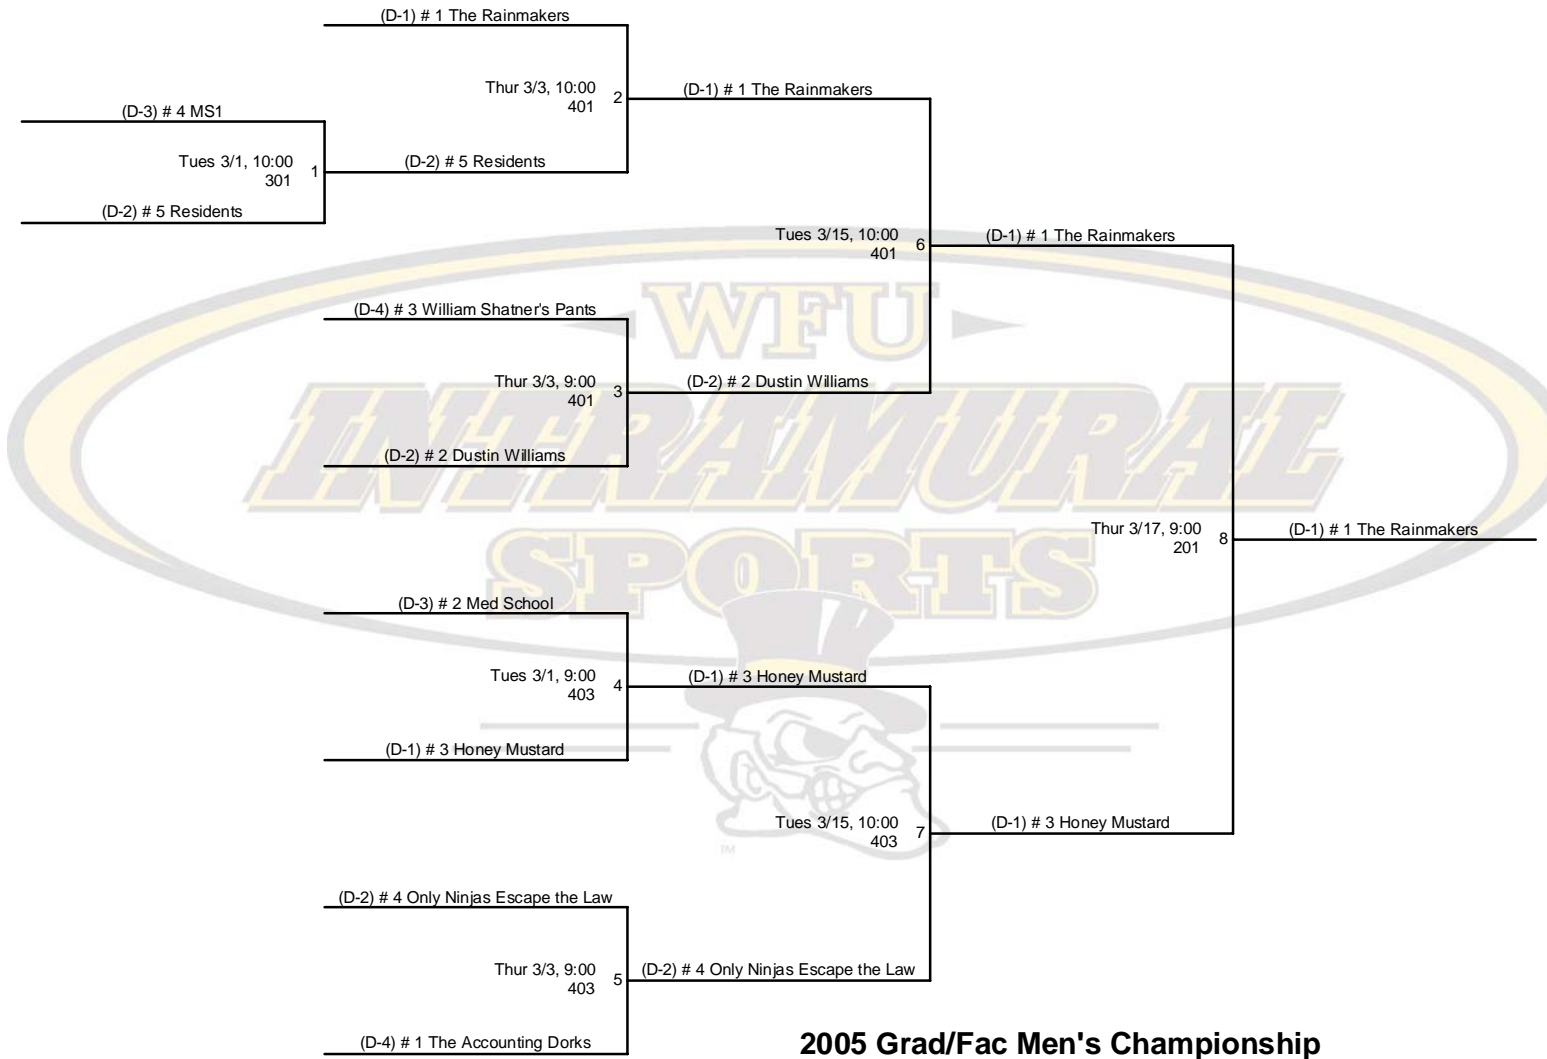 (D-1) # 1 The Rainmakers
Thur 3/3, 10:00
401
2
(D-1) # 1 The Rainmakers
(D-3) # 4 MS1
Tues 3/1, 10:00
301
1
(D-2) # 5 Residents
(D-2) # 5 Residents
Tues 3/15, 10:00
401
6
(D-1) # 1 The Rainmakers
WFU
(D-4) # 3 William Shatner's Pants
Thur 3/3, 9:00
401
3
(D-2) # 2 Dustin Williams
(D-2) # 2 Dustin Williams
INTRAMURAL
SPORTS
Thur 3/17, 9:00
201
8
(D-1) # 1 The Rainmakers
(D-3) # 2 Med School
Tues 3/1, 9:00
403
4
(D-1) # 3 Honey Mustard
(D-1) # 3 Honey Mustard
Tues 3/15, 10:00
403
7
(D-1) # 3 Honey Mustard
TM
(D-2) # 4 Only Ninjas Escape the Law
Thur 3/3, 9:00
403
5
(D-2) # 4 Only Ninjas Escape the Law
(D-4) # 1 The Accounting Dorks
2005 Grad/Fac Men's Championship